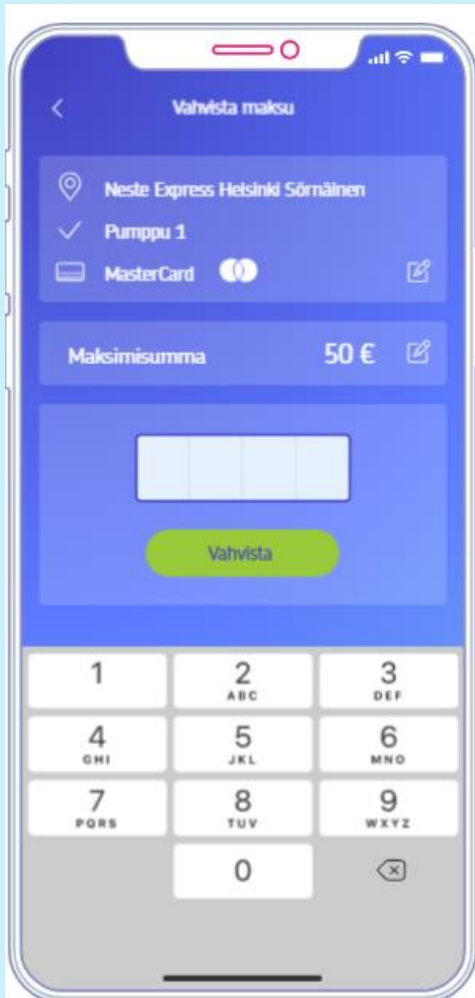 Vahvista maksu
Neste Express Helsinki Sörnäinen
Pumppu 1
MasterCard
Maksimisumma 50 €
Vahvista
1 2 3
ABC DEF
4 5 6
GHI JKL MNO
7 8 9
PQRS TUV WXYZ
0